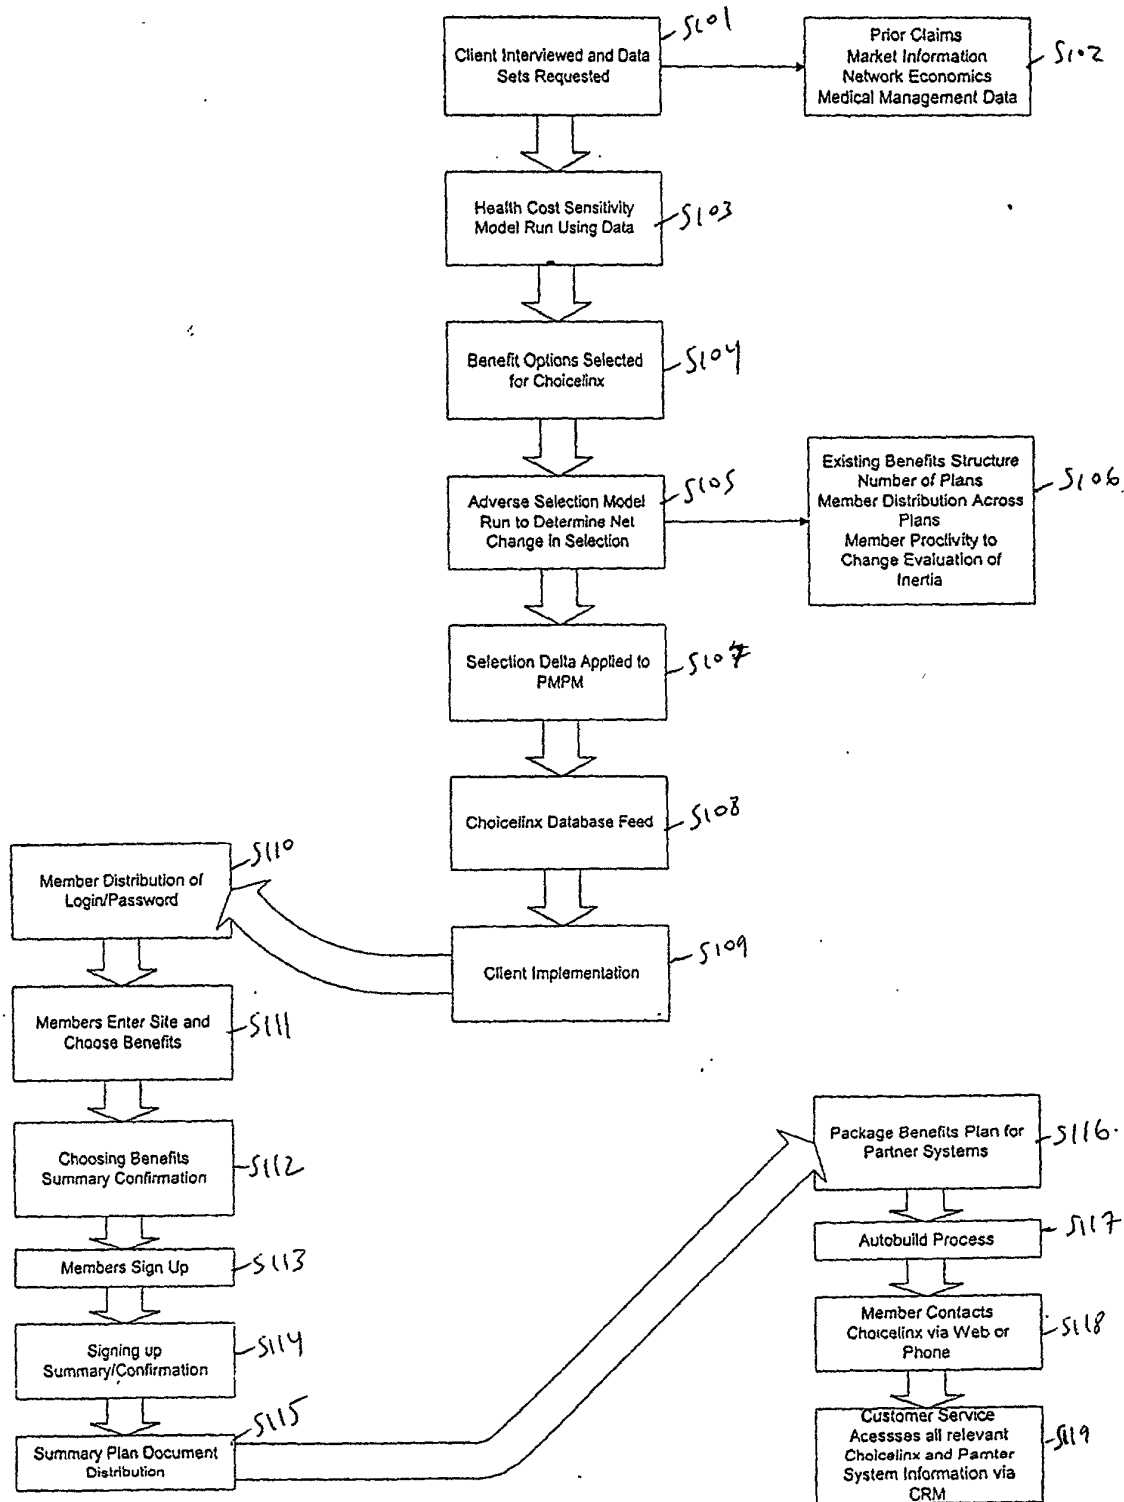 Client Interviewed and Data
Sets Requested
S101
Prior Claims
Market Information
Network Economics
Medical Management Data
S102
Health Cost Sensitivity
Model Run Using Data
S103
Benefit Options Selected
for Choicelinx
S104
Adverse Selection Model
Run to Determine Net
Change in Selection
S105
Existing Benefits Structure
Number of Plans
Member Distribution Across
Plans
Member Proclivity to
Change Evaluation of
Inertia
S106
Selection Delta Applied to
PMPM
S107
Choicelinx Database Feed
S108
Client Implementation
S109
Member Distribution of
Login/Password
S110
Members Enter Site and
Choose Benefits
S111
Choosing Benefits
Summary Confirmation
S112
Members Sign Up
S113
Signing up
Summary/Confirmation
S114
Summary Plan Document
Distribution
S115
Package Benefits Plan for
Partner Systems
S116
Autobuild Process
S117
Member Contacts
Choicelinx via Web or
Phone
S118
Customer Service
Acessses all relevant
Choicelinx and Pamter
System Information via
CRM
S119